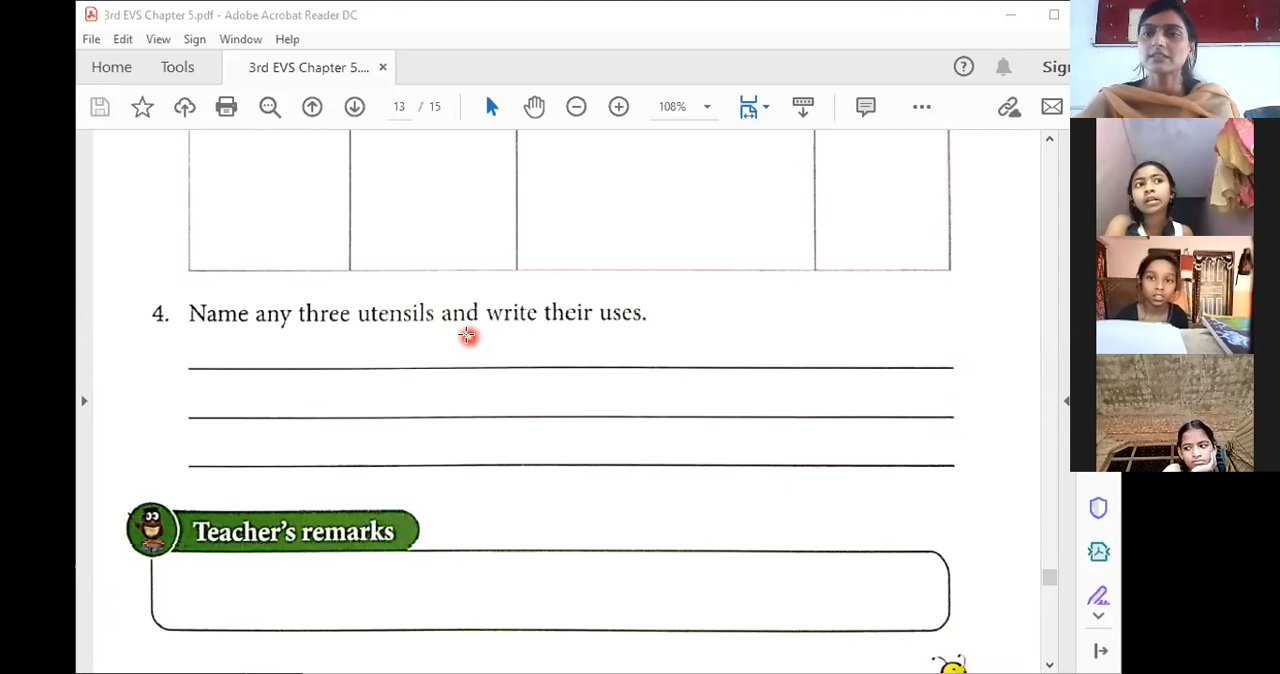 3rd EVS Chapter 5.pdf - Adobe Acrobat Reader DC
File Edit View Sign Window Help
Home Tools 3rd EVS Chapter 5.... × Sign
13 / 15 108%
4. Name any three utensils and write their uses.
Teacher's remarks